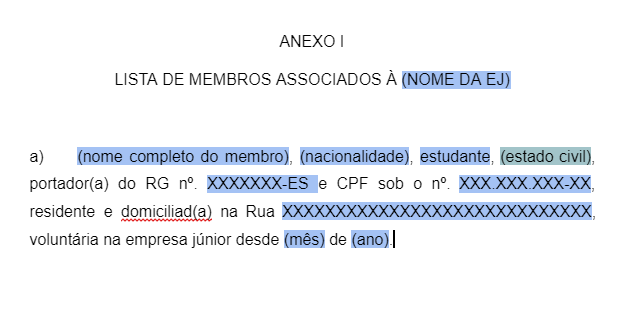 ANEXO I
LISTA DE MEMBROS ASSOCIADOS À (NOME DA EJ)
a) (nome completo do membro), (nacionalidade), estudante, (estado civil),
portador(a) do RG nº. XXXXXXX-ES e CPF sob o nº. XXX.XXX.XXX-XX,
residente e domiciliad(a) na Rua XXXXXXXXXXXXXXXXXXXXXXXXXXXXX,
voluntária na empresa júnior desde (mês) de (ano).